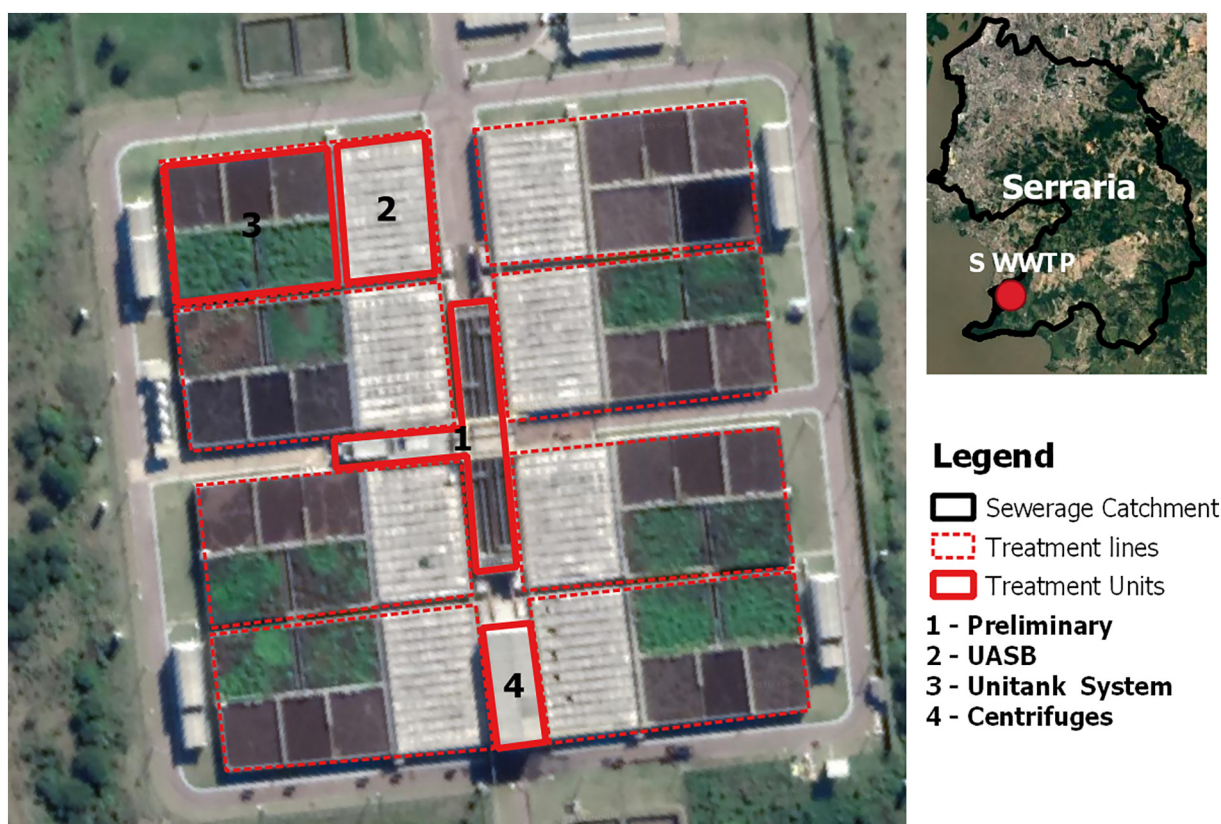 3
2
1
4
Serraria
S WWTP
Legend
Sewerage Catchment
Treatment lines
Treatment Units
1 - Preliminary
2 - UASB
3 - Unitank System
4 - Centrifuges